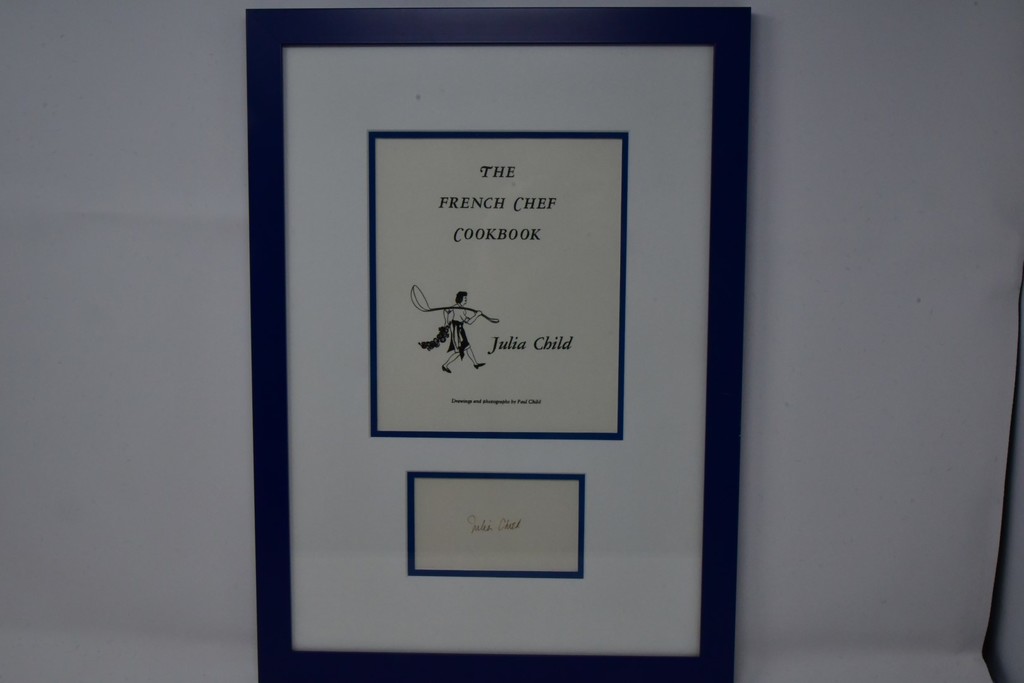 THE
FRENCH CHEF
COOKBOOK
Julia Child
Drawings and photographs by Paul Child
Julia Child